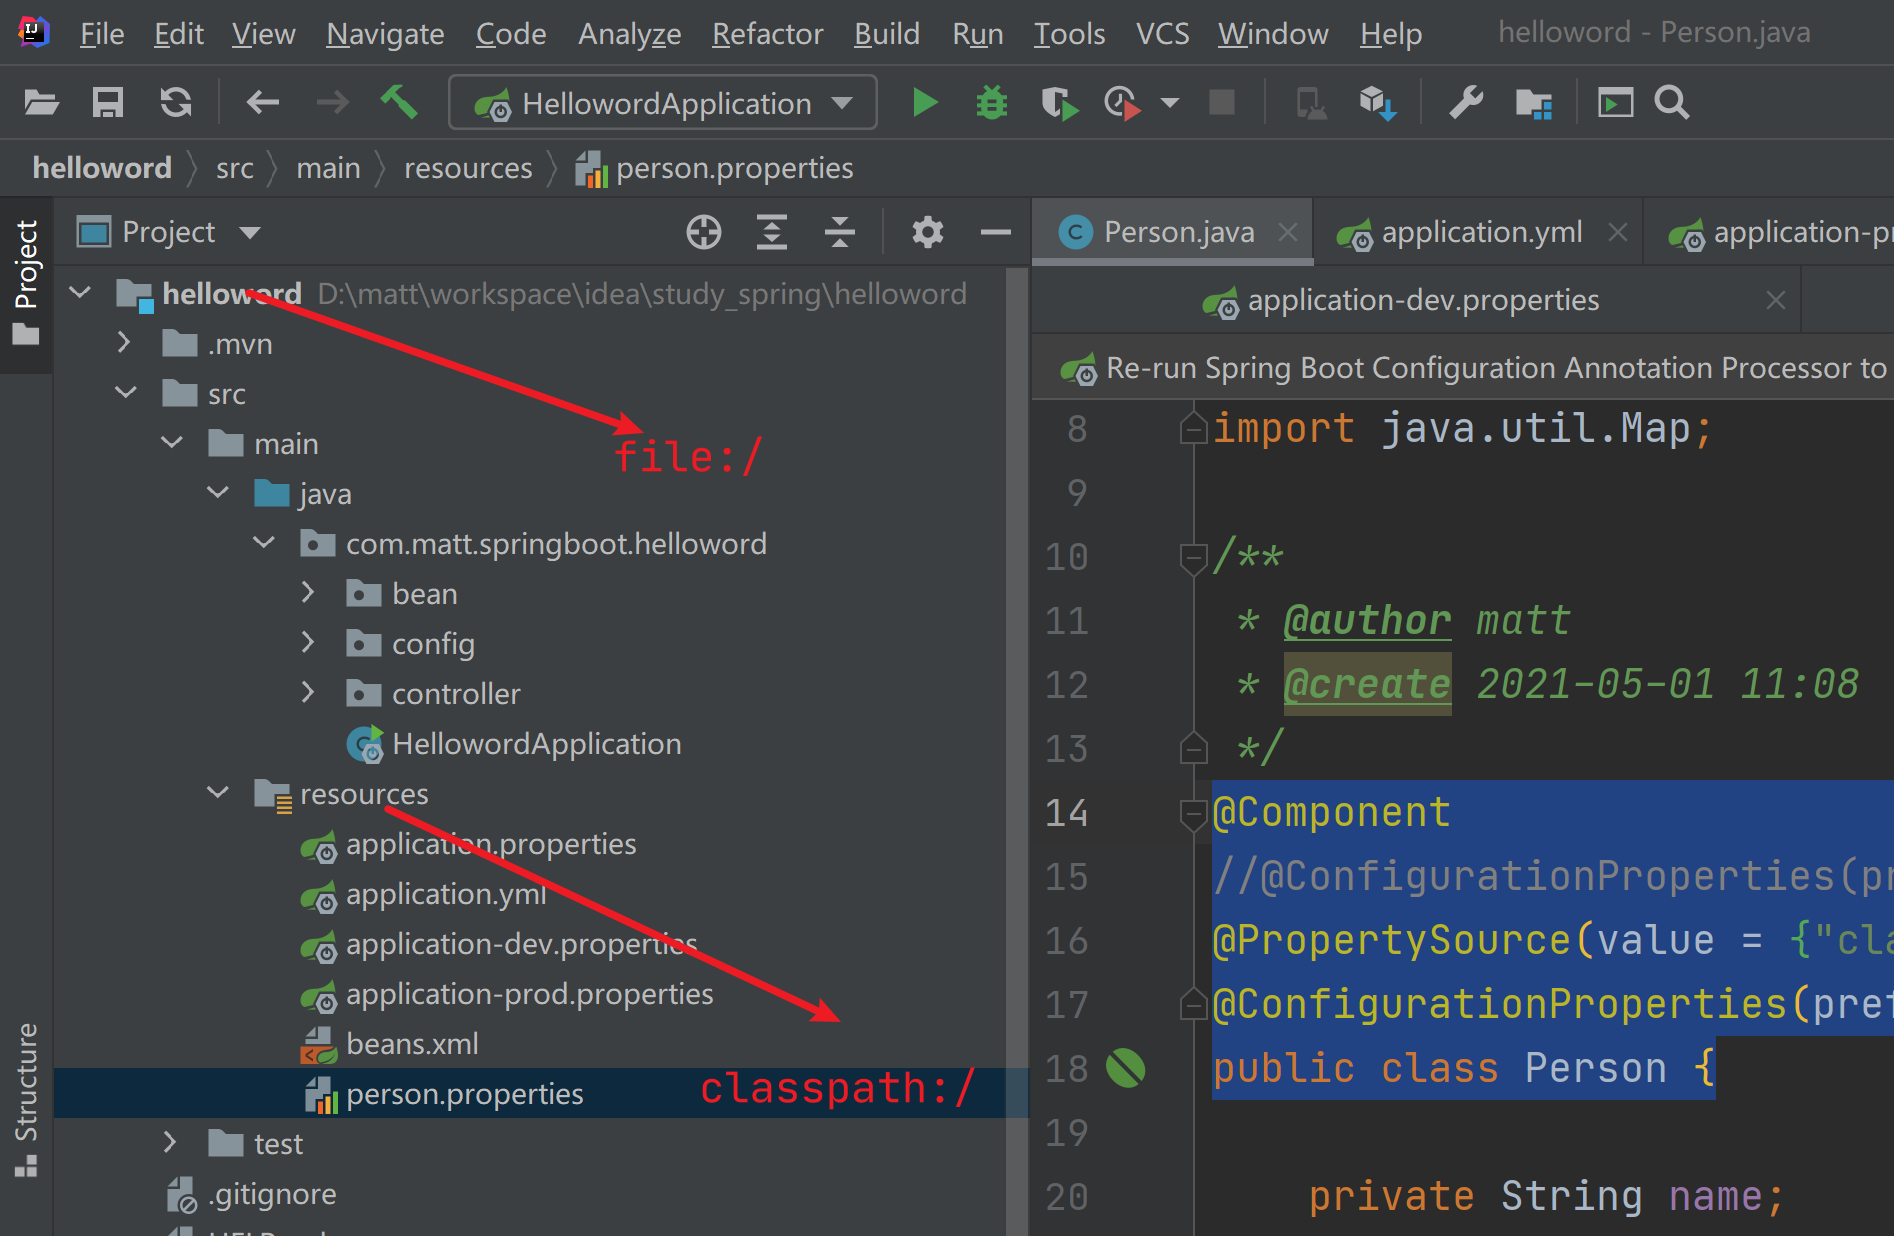 File Edit View Navigate Code Analyze Refactor Build Run Tools VCS Window Help helloword - Person.java
HellowordApplication
helloword src main resources person.properties
Project
Project
Structure
helloword D:\matt\workspace\idea\study_spring\helloword
.mvn
src
main
file:/
java
com.matt.springboot.helloword
bean
config
controller
HellowordApplication
resources
application.properties
application.yml
application-dev.properties
application-prod.properties
beans.xml
person.properties classpath:/
test
.gitignore
Person.java application.yml application-pr
application-dev.properties
Re-run Spring Boot Configuration Annotation Processor to
8 import java.util.Map;
9
10 /**
11 * @author matt
12 * @create 2021-05-01 11:08
13 */
14 @Component
15 //@ConfigurationProperties(pr
16 @PropertySource(value = {"cla
17 @ConfigurationProperties(pref
18 public class Person {
19
20 private String name;